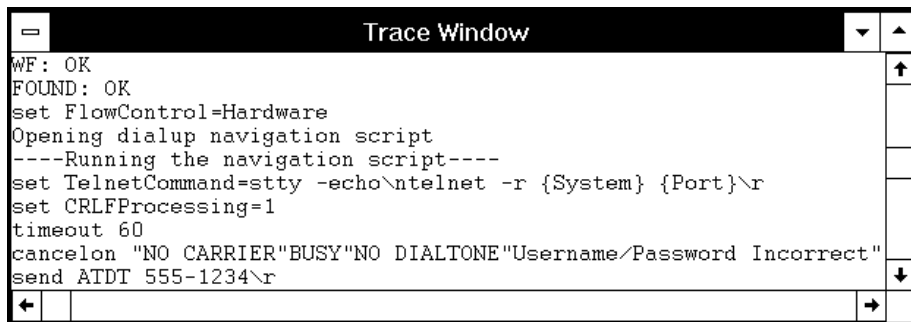 Trace Window
WF: OK
FOUND: OK
set FlowControl=Hardware
Opening dialup navigation script
----Running the navigation script----
set TelnetCommand=stty -echo\ntelnet -r {System} {Port}\r
set CRLFProcessing=1
timeout 60
cancelon "NO CARRIER"BUSY"NO DIALTONE"Username/Password Incorrect"
send ATDT 555-1234\r